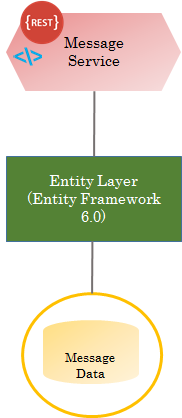 {REST}
</>
Message
Service
Entity Layer
(Entity Framework
6.0)
Message
Data